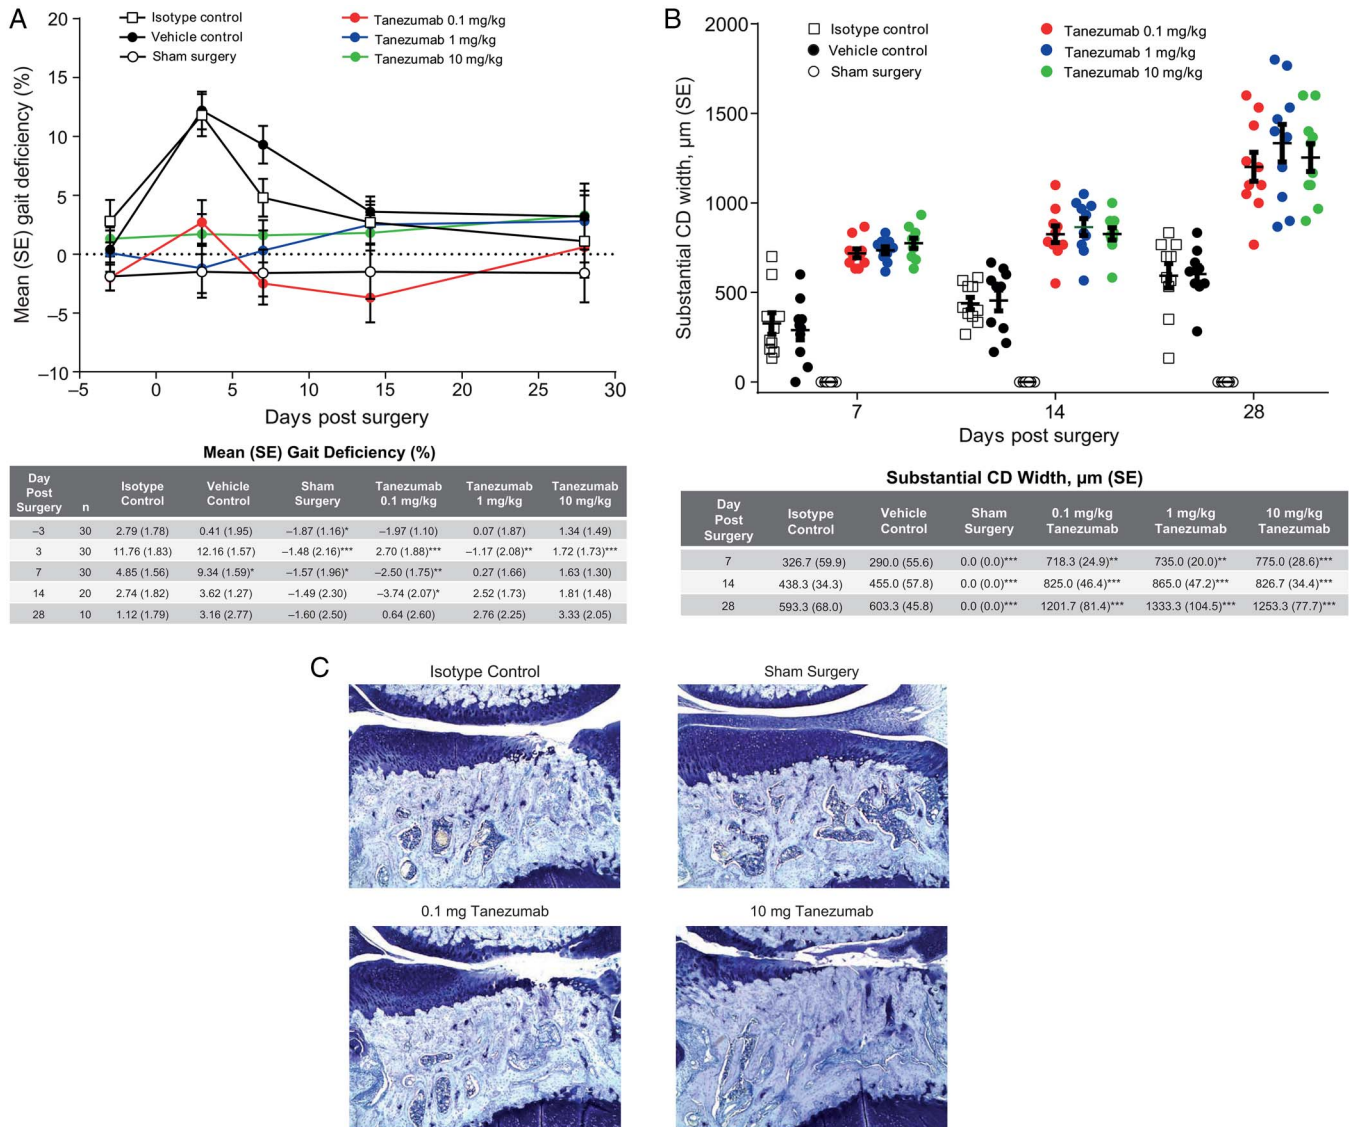 A
Isotype control
Vehicle control
Sham surgery
Tanezumab 0.1 mg/kg
Tanezumab 1 mg/kg
Tanezumab 10 mg/kg
Mean (SE) gait deficiency (%)
20
15
10
5
0
–5
–10
–5 0 5 10 15 20 25 30
Days post surgery
Mean (SE) Gait Deficiency (%)
Day Post Surgery n Isotype Control Vehicle Control Sham Surgery Tanezumab 0.1 mg/kg Tanezumab 1 mg/kg Tanezumab 10 mg/kg
–3 30 2.79 (1.78) 0.41 (1.95) –1.87 (1.16)* –1.97 (1.10) 0.07 (1.87) 1.34 (1.49)
3 30 11.76 (1.83) 12.16 (1.57) –1.48 (2.16)*** 2.70 (1.88)*** –1.17 (2.08)** 1.72 (1.73)***
7 30 4.85 (1.56) 9.34 (1.59)* –1.57 (1.96)* –2.50 (1.75)** 0.27 (1.66) 1.63 (1.30)
14 20 2.74 (1.82) 3.62 (1.27) –1.49 (2.30) –3.74 (2.07)* 2.52 (1.73) 1.81 (1.48)
28 10 1.12 (1.79) 3.16 (2.77) –1.60 (2.50) 0.64 (2.60) 2.76 (2.25) 3.33 (2.05)
B
Isotype control
Vehicle control
Sham surgery
Tanezumab 0.1 mg/kg
Tanezumab 1 mg/kg
Tanezumab 10 mg/kg
Substantial CD width, µm (SE)
2000
1500
1000
500
0
7 14 28
Days post surgery
Substantial CD Width, µm (SE)
Day Post Surgery Isotype Control Vehicle Control Sham Surgery 0.1 mg/kg Tanezumab 1 mg/kg Tanezumab 10 mg/kg Tanezumab
7 326.7 (59.9) 290.0 (55.6) 0.0 (0.0)*** 718.3 (24.9)** 735.0 (20.0)** 775.0 (28.6)***
14 438.3 (34.3) 455.0 (57.8) 0.0 (0.0)*** 825.0 (46.4)*** 865.0 (47.2)*** 826.7 (34.4)***
28 593.3 (68.0) 603.3 (45.8) 0.0 (0.0)*** 1201.7 (81.4)*** 1333.3 (104.5)*** 1253.3 (77.7)***
C
Isotype Control
Sham Surgery
0.1 mg Tanezumab
10 mg Tanezumab